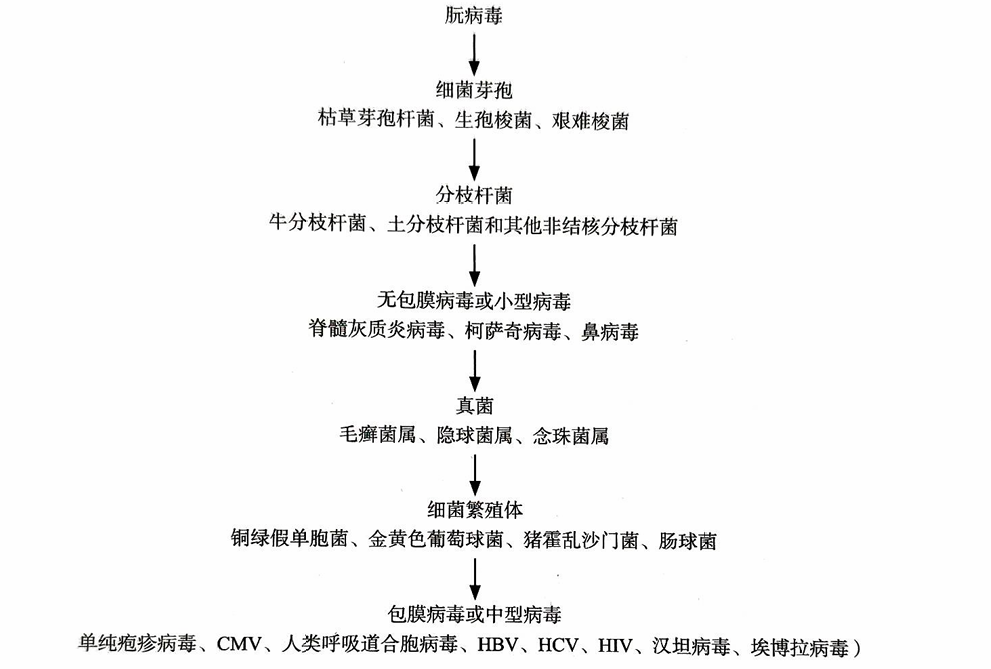 朊病毒
细菌芽孢
枯草芽孢杆菌、生孢梭菌、艰难梭菌
分枝杆菌
牛分枝杆菌、土分枝杆菌和其他非结核分枝杆菌
无包膜病毒或小型病毒
脊髓灰质炎病毒、柯萨奇病毒、鼻病毒
真菌
毛癣菌属、隐球菌属、念珠菌属
细菌繁殖体
铜绿假单胞菌、金黄色葡萄球菌、猪霍乱沙门菌、肠球菌
包膜病毒或中型病毒
单纯疱疹病毒、CMV、人类呼吸道合胞病毒、HBV、HCV、HIV、汉坦病毒、埃博拉病毒）